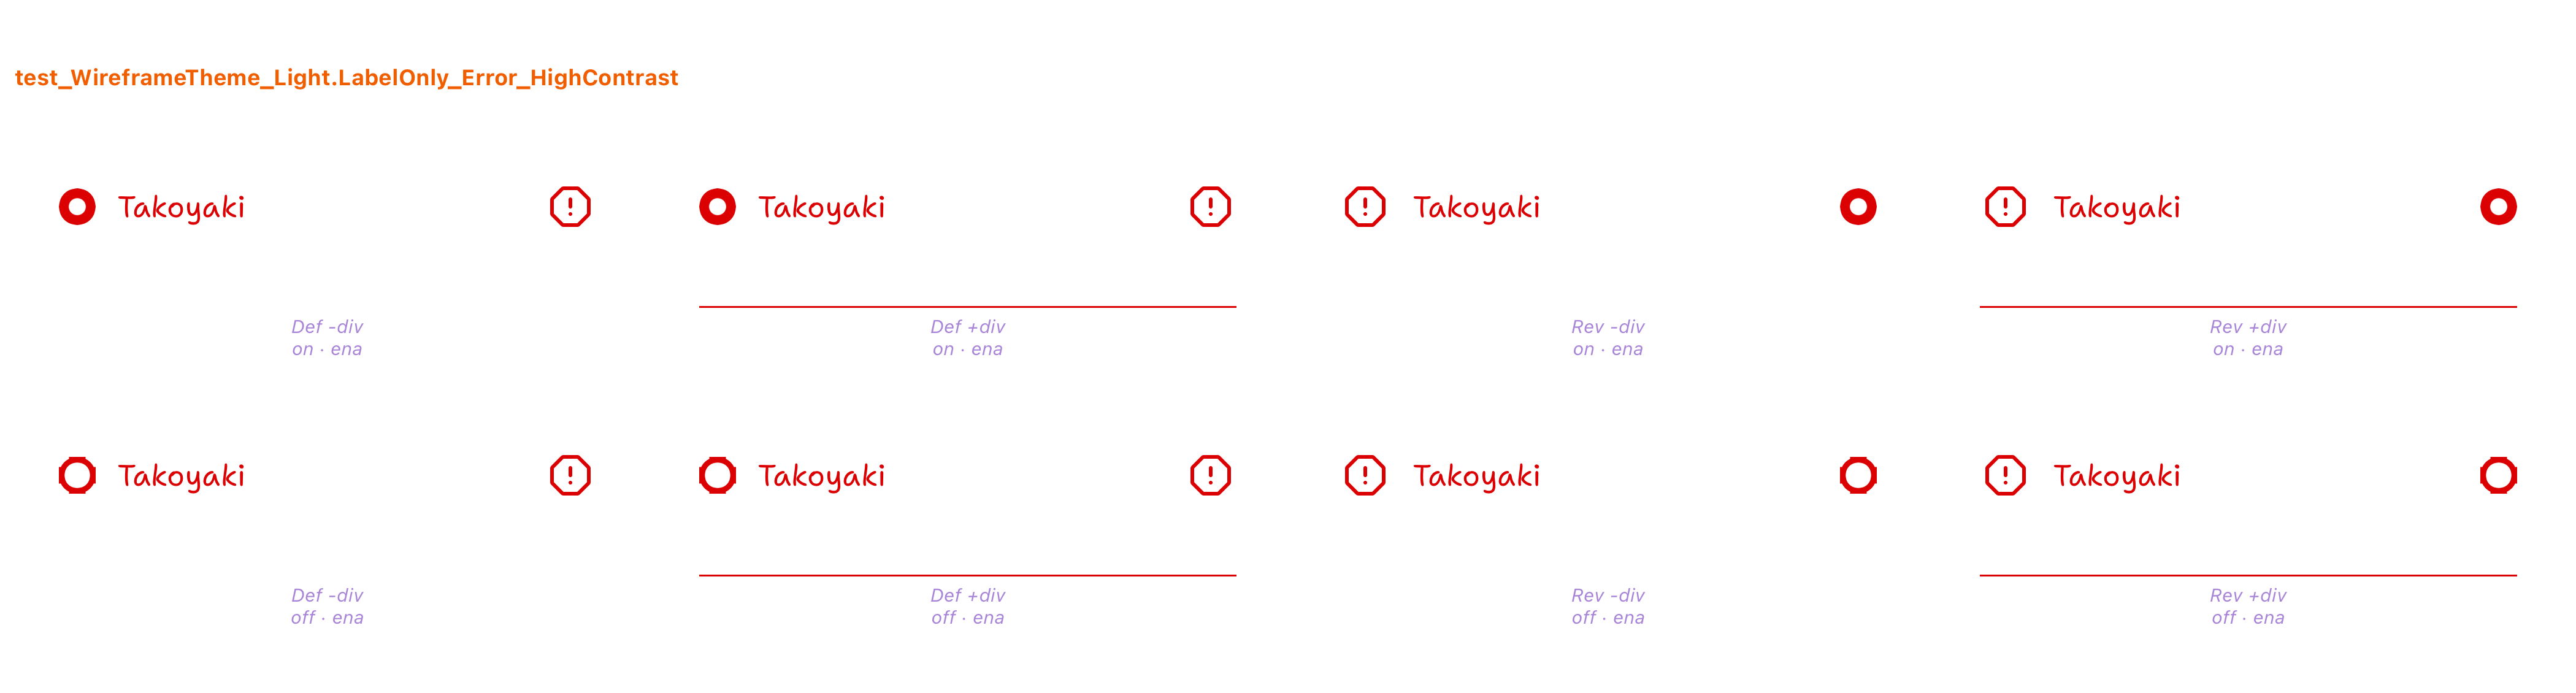 test_WireframeTheme_Light.LabelOnly_Error_HighContrast
Takoyaki
Takoyaki
Takoyaki
Takoyaki
Def -div
on · ena
Def +div
on · ena
Rev -div
on · ena
Rev +div
on · ena
Takoyaki
Takoyaki
Takoyaki
Takoyaki
Def -div
off · ena
Def +div
off · ena
Rev -div
off · ena
Rev +div
off · ena